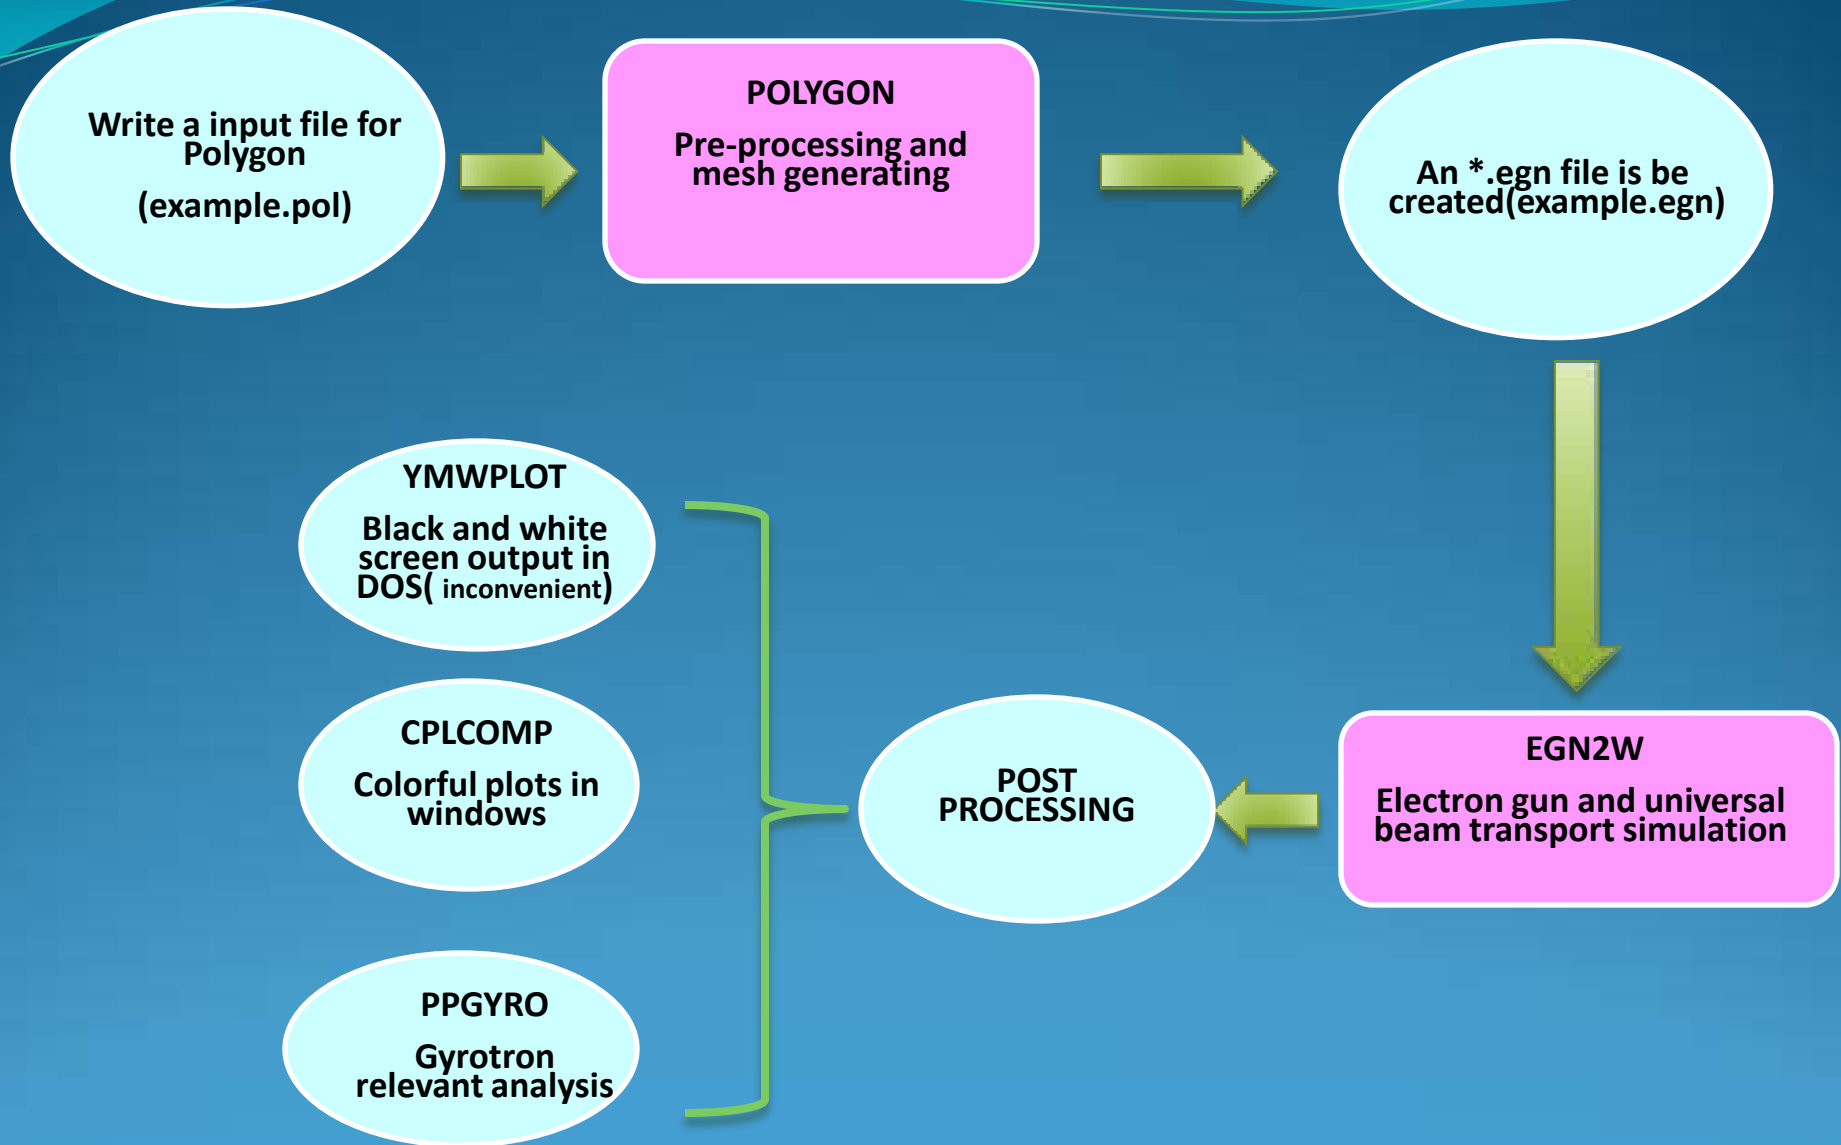 Write a input file for
Polygon
(example.pol)
POLYGON
Pre-processing and
mesh generating
An *.egn file is be
created(example.egn)
YMWPLOT
Black and white
screen output in
DOS( inconvenient)
CPLCOMP
Colorful plots in
windows
POST
PROCESSING
EGN2W
Electron gun and universal
beam transport simulation
PPGYRO
Gyrotron
relevant analysis